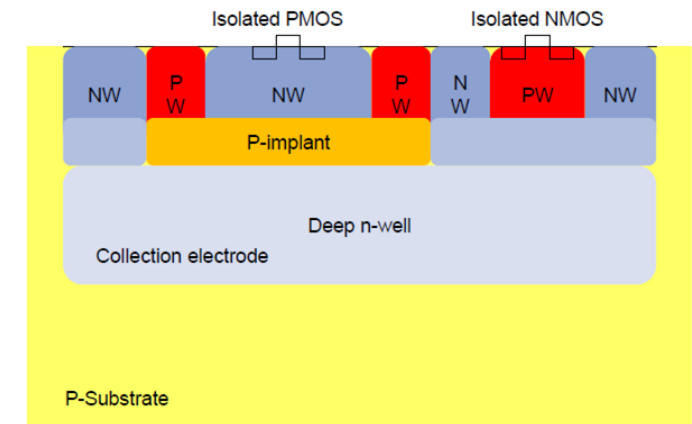 Isolated PMOS
Isolated NMOS
NW
P
W
NW
P
W
N
W
PW
NW
P-implant
Deep n-well
Collection electrode
P-Substrate